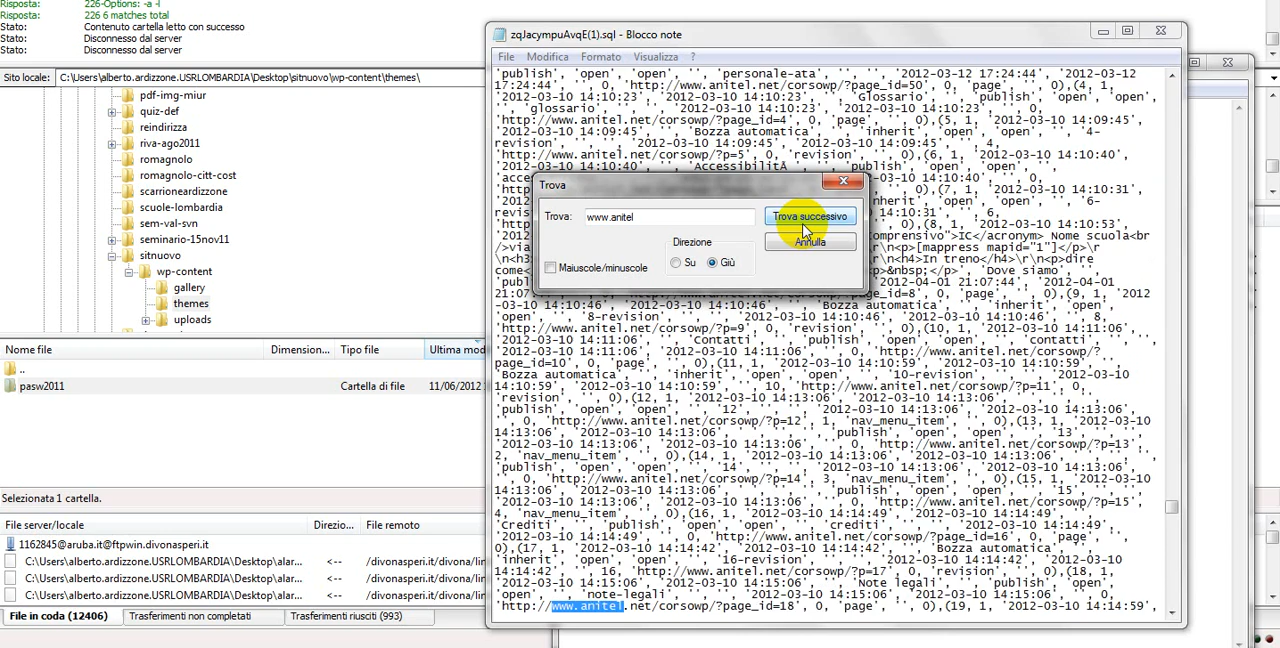 Risposta: 226-Options: -a -l
Risposta: 226 6 matches total
Stato: Contenuto cartella letto con successo
Stato: Disconnesso dal server
Stato: Disconnesso dal server
Sito locale: C:\Users\alberto.ardizzone.USRLOMBARDIA\Desktop\sitnuovo\wp-content\themes\
pdf-img-miur
quiz-def
reindirizza
riva-ago2011
romagnolo
romagnolo-citt-cost
scarrioneardizzone
scuole-lombardia
sem-val-svn
seminario-15nov11
sitnuovo
wp-content
gallery
themes
uploads
Nome file Dimension... Tipo file Ultima mod
..
pasw2011 Cartella di file 11/06/2012
Selezionata 1 cartella.
File server/locale Direzio... File remoto
1162845@aruba.it@ftpwin.divonasperi.it
C:\Users\alberto.ardizzone.USRLOMBARDIA\Desktop\alar... <-- /divonasperi.it/divona/lin
C:\Users\alberto.ardizzone.USRLOMBARDIA\Desktop\alar... <-- /divonasperi.it/divona/lin
C:\Users\alberto.ardizzone.USRLOMBARDIA\Desktop\alar... <-- /divonasperi.it/divona/lin
File in coda (12406) Trasferimenti non completati Trasferimenti riusciti (993)
zqJacympuAvqE(1).sql - Blocco note
File Modifica Formato Visualizza ?
'publish', 'open', 'open', '', 'personale-ata', '', '', '2012-03-12 17:24:44', '2012-03-12
17:24:44', '', 0, 'http://www.anitel.net/corsowp/?page_id=50', 0, 'page', '', 0),(4, 1,
'2012-03-10 14:10:23', '2012-03-10 14:10:23', '', 'Glossario', '', 'publish', 'open', 'open',
'', 'glossario', '', '', '2012-03-10 14:10:23', '2012-03-10 14:10:23', '', 0,
'http://www.anitel.net/corsowp/?page_id=4', 0, 'page', '', 0),(5, 1, '2012-03-10 14:09:45',
'2012-03-10 14:09:45', '', 'Bozza automatica', '', 'inherit', 'open', 'open', '', '4-
revision', '', '', '2012-03-10 14:09:45', '2012-03-10 14:09:45', '', 4,
'http://www.anitel.net/corsowp/?p=5', 0, 'revision', '', 0),(6, 1, '2012-03-10 14:10:40',
'2012-03-10 14:10:40', '', 'AccessibilitÃ
Trova
Trova: www.anitel
Trova successivo
Annulla
Direzione
Su Giù
Maiuscole/minuscole
come</p>\r
21:07:
-03-10 14:10:46', '2012-03-10 14:10:46', '', 'Bozza automatica', '', 'inherit', 'open',
'open', '', '8-revision', '', '', '2012-03-10 14:10:46', '2012-03-10 14:10:46', '', 8,
'http://www.anitel.net/corsowp/?p=9', 0, 'revision', '', 0),(10, 1, '2012-03-10 14:11:06',
'2012-03-10 14:11:06', '', 'Contatti', '', 'publish', 'open', 'open', '', 'contatti', '', '',
'2012-03-10 14:11:06', '2012-03-10 14:11:06', '', 0, 'http://www.anitel.net/corsowp/?
page_id=10', 0, 'page', '', 0),(11, 1, '2012-03-10 14:10:59', '2012-03-10 14:10:59', '',
'Bozza automatica', '', 'inherit', 'open', 'open', '', '10-revision', '', '', '2012-03-10
14:10:59', '2012-03-10 14:10:59', '', 10, 'http://www.anitel.net/corsowp/?p=11', 0,
'revision', '', 0),(12, 1, '2012-03-10 14:13:06', '2012-03-10 14:13:06', '', '', '',
'publish', 'open', 'open', '', '12', '', '', '2012-03-10 14:13:06', '2012-03-10 14:13:06',
'', 0, 'http://www.anitel.net/corsowp/?p=12', 1, 'nav_menu_item', '', 0),(13, 1, '2012-03-10
14:13:06', '2012-03-10 14:13:06', '', '', '', 'publish', 'open', 'open', '', '13', '', '',
'2012-03-10 14:13:06', '2012-03-10 14:13:06', '', 0, 'http://www.anitel.net/corsowp/?p=13',
2, 'nav_menu_item', '', 0),(14, 1, '2012-03-10 14:13:06', '2012-03-10 14:13:06', '', '', '',
'publish', 'open', 'open', '', '14', '', '', '2012-03-10 14:13:06', '2012-03-10 14:13:06',
'', 0, 'http://www.anitel.net/corsowp/?p=14', 3, 'nav_menu_item', '', 0),(15, 1, '2012-03-10
14:13:06', '2012-03-10 14:13:06', '', '', '', 'publish', 'open', 'open', '', '15', '', '',
'2012-03-10 14:13:06', '2012-03-10 14:13:06', '', 0, 'http://www.anitel.net/corsowp/?p=15',
4, 'nav_menu_item', '', 0),(16, 1, '2012-03-10 14:14:49', '2012-03-10 14:14:49', '',
'Crediti', '', 'publish', 'open', 'open', '', 'crediti', '', '', '2012-03-10 14:14:49',
'2012-03-10 14:14:49', '', 0, 'http://www.anitel.net/corsowp/?page_id=16', 0, 'page', '',
0),(17, 1, '2012-03-10 14:14:42', '2012-03-10 14:14:42', '', 'Bozza automatica', '',
'inherit', 'open', 'open', '', '16-revision', '', '', '2012-03-10 14:14:42', '2012-03-10
14:14:42', '', 16, 'http://www.anitel.net/corsowp/?p=17', 0, 'revision', '', 0),(18, 1,
'2012-03-10 14:15:06', '2012-03-10 14:15:06', '', 'Note legali', '', 'publish', 'open',
'open', '', 'note-legali', '', '', '2012-03-10 14:15:06', '2012-03-10 14:15:06', '', 0,
'http://www.anitel.net/corsowp/?page_id=18', 0, 'page', '', 0),(19, 1, '2012-03-10 14:14:59',